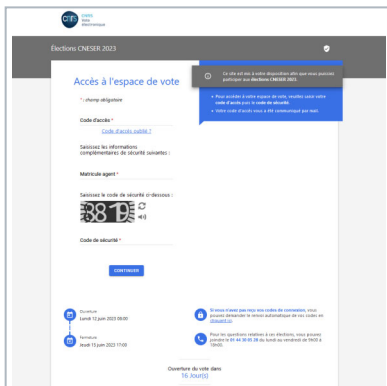 cnrs
CNERS
Vote
électronique
Élections CNESER 2023
Accès à l'espace de vote
* : champ obligatoire
Code d'accès *
Code d'accès oublié ?
Saisissez les informations
complémentaires de sécurité suivantes :
Matricule agent *
Saisissez le code de sécurité ci-dessous :
Code de sécurité *
CONTINUER
Ce site est mis à votre disposition afin que vous puissiez
participer aux élections CNESER 2023.
Pour accéder à votre espace de vote, veuillez saisir votre
code d'accès puis le code de sécurité.
Votre code d'accès vous a été communiqué par mail.
Ouverture
Lundi 12 juin 2023 08:00
Fermeture
Jeudi 15 juin 2023 17:00
Si vous n'avez pas reçu vos codes de connexion, vous
pouvez demander le renvoi automatique de vos codes en
cliquant ici
Pour les questions relatives à ces élections, vous pouvez
joindre le 01 44 30 05 28 du lundi au vendredi de 9h00 à
Ouverture du vote dans
16 Jour(s)